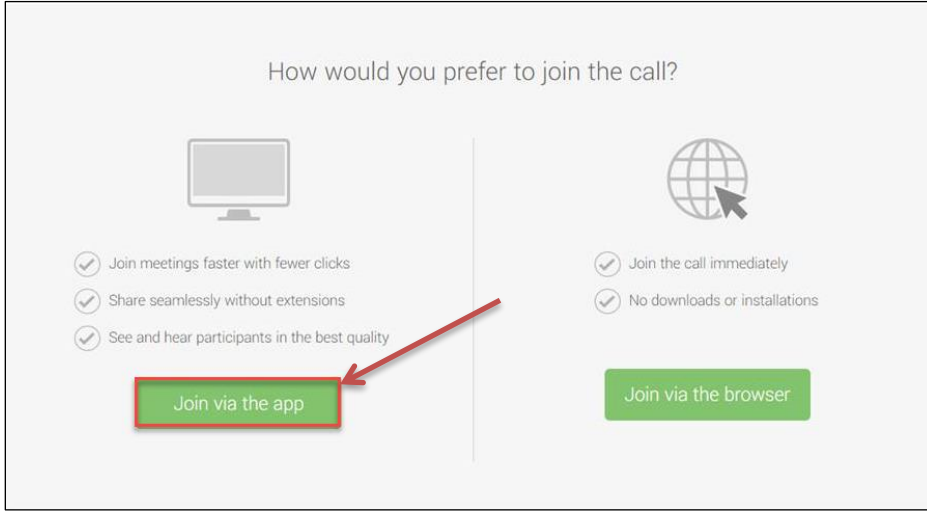 How would you prefer to join the call?
Join meetings faster with fewer clicks
Share seamlessly without extensions
See and hear participants in the best quality
Join via the app
Join the call immediately
No downloads or installations
Join via the browser